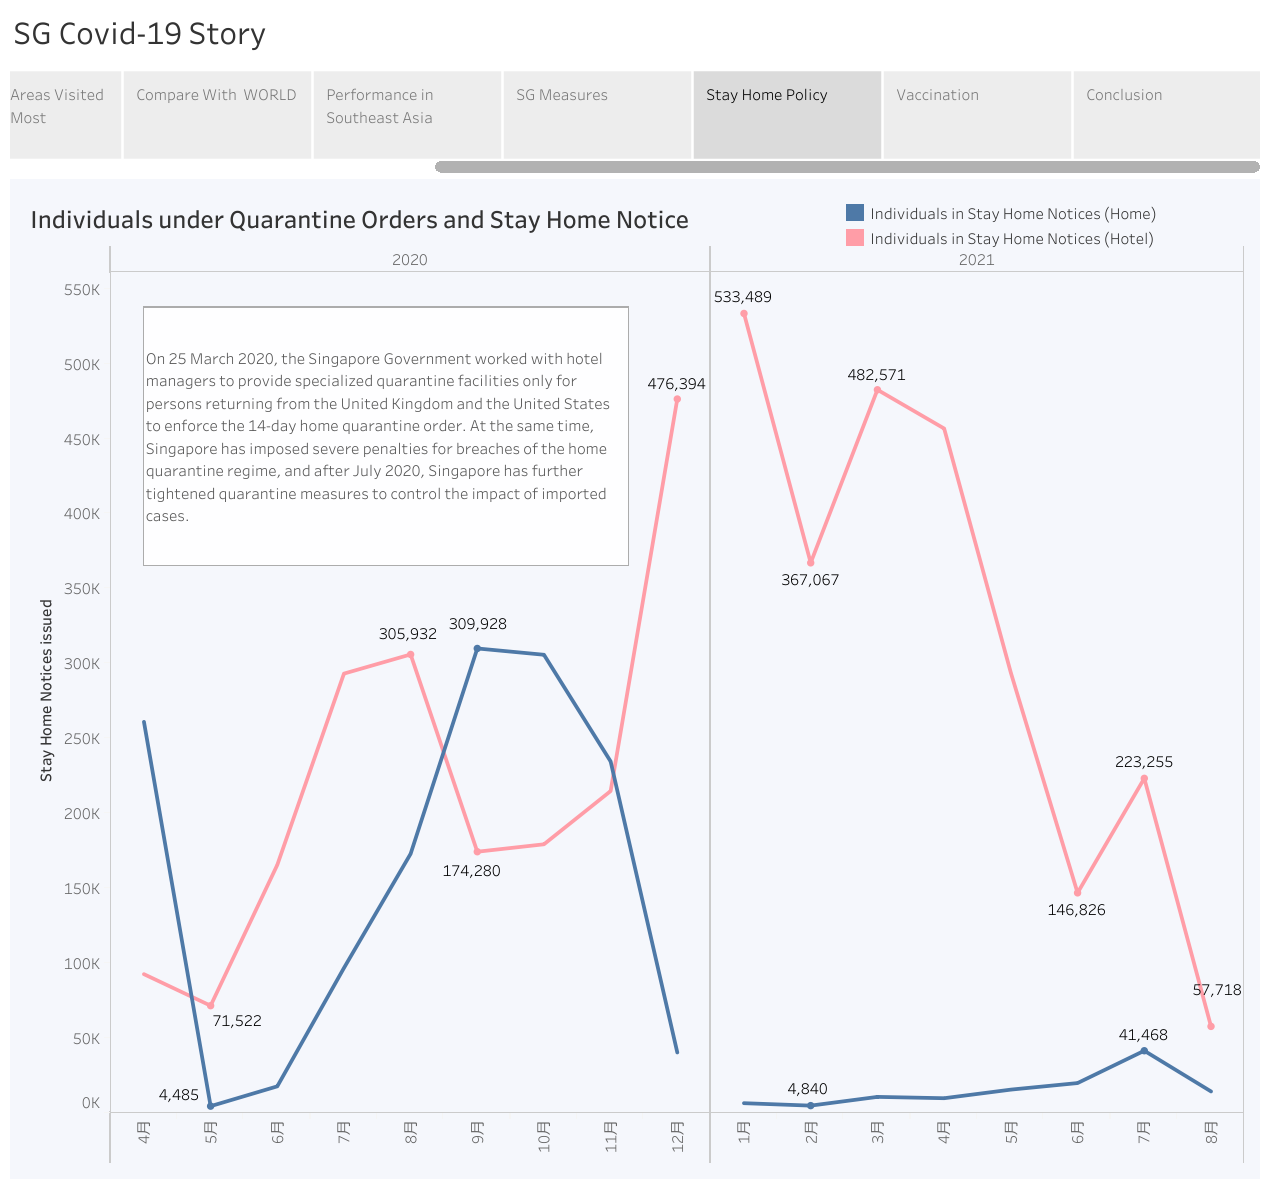 SG Covid-19 Story
Areas Visited
Most
Compare With WORLD
Performance in
Southeast Asia
SG Measures
Stay Home Policy
Vaccination
Conclusion
Individuals under Quarantine Orders and Stay Home Notice
Individuals in Stay Home Notices (Home)
Individuals in Stay Home Notices (Hotel)
2020
2021
550K
500K
450K
400K
350K
300K
250K
200K
150K
100K
50K
0K
Stay Home Notices issued
On 25 March 2020, the Singapore Government worked with hotel
managers to provide specialized quarantine facilities only for
persons returning from the United Kingdom and the United States
to enforce the 14-day home quarantine order. At the same time,
Singapore has imposed severe penalties for breaches of the home
quarantine regime, and after July 2020, Singapore has further
tightened quarantine measures to control the impact of imported
cases.
533,489
476,394
482,571
367,067
305,932
309,928
174,280
223,255
146,826
71,522
57,718
41,468
4,485
4,840
4月
5月
6月
7月
8月
9月
10月
11月
12月
1月
2月
3月
4月
5月
6月
7月
8月